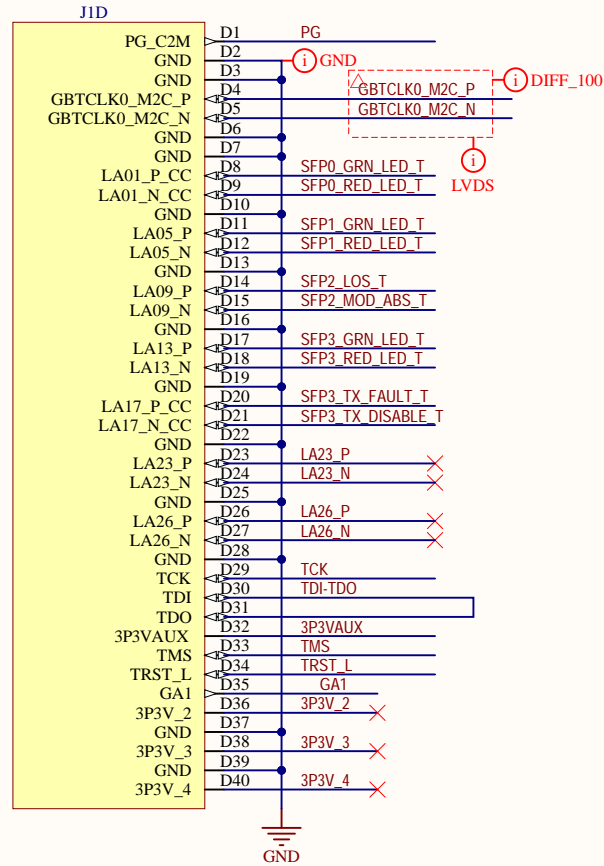 J1D
PG_C2M D1 PG
GND D2 i GND
GND D3 i DIFF_100
GBTCLK0_M2C_P D4 GBTCLK0_M2C_P
GBTCLK0_M2C_N D5 GBTCLK0_M2C_N
GND D6
GND D7 i
LA01_P_CC D8 SFP0_GRN_LED_T
LVDS
LA01_N_CC D9 SFP0_RED_LED_T
GND D10
LA05_P D11 SFP1_GRN_LED_T
LA05_N D12 SFP1_RED_LED_T
GND D13
LA09_P D14 SFP2_LOS_T
LA09_N D15 SFP2_MOD_ABS_T
GND D16
LA13_P D17 SFP3_GRN_LED_T
LA13_N D18 SFP3_RED_LED_T
GND D19
LA17_P_CC D20 SFP3_TX_FAULT_T
LA17_N_CC D21 SFP3_TX_DISABLE_T
GND D22
LA23_P D23 LA23_P
LA23_N D24 LA23_N
GND D25
LA26_P D26 LA26_P
LA26_N D27 LA26_N
GND D28
TCK D29 TCK
TDI D30 TDI-TDO
TDO D31
3P3VAUX D32 3P3VAUX
TMS D33 TMS
TRST_L D34 TRST_L
GA1 D35 GA1
3P3V_2 D36 3P3V_2
GND D37
3P3V_3 D38 3P3V_3
GND D39
3P3V_4 D40 3P3V_4
GND